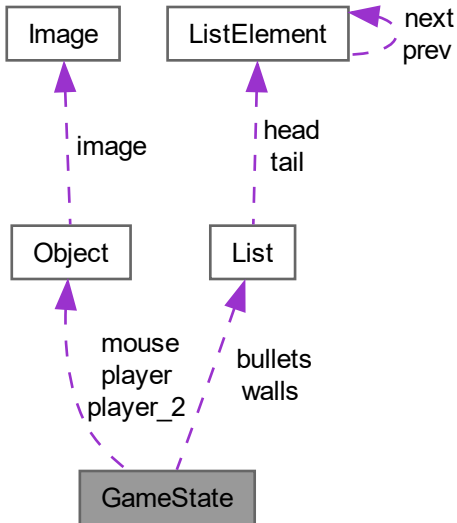 Image
ListElement
next
prev
image
head
tail
Object
List
mouse
player
player_2
bullets
walls
GameState